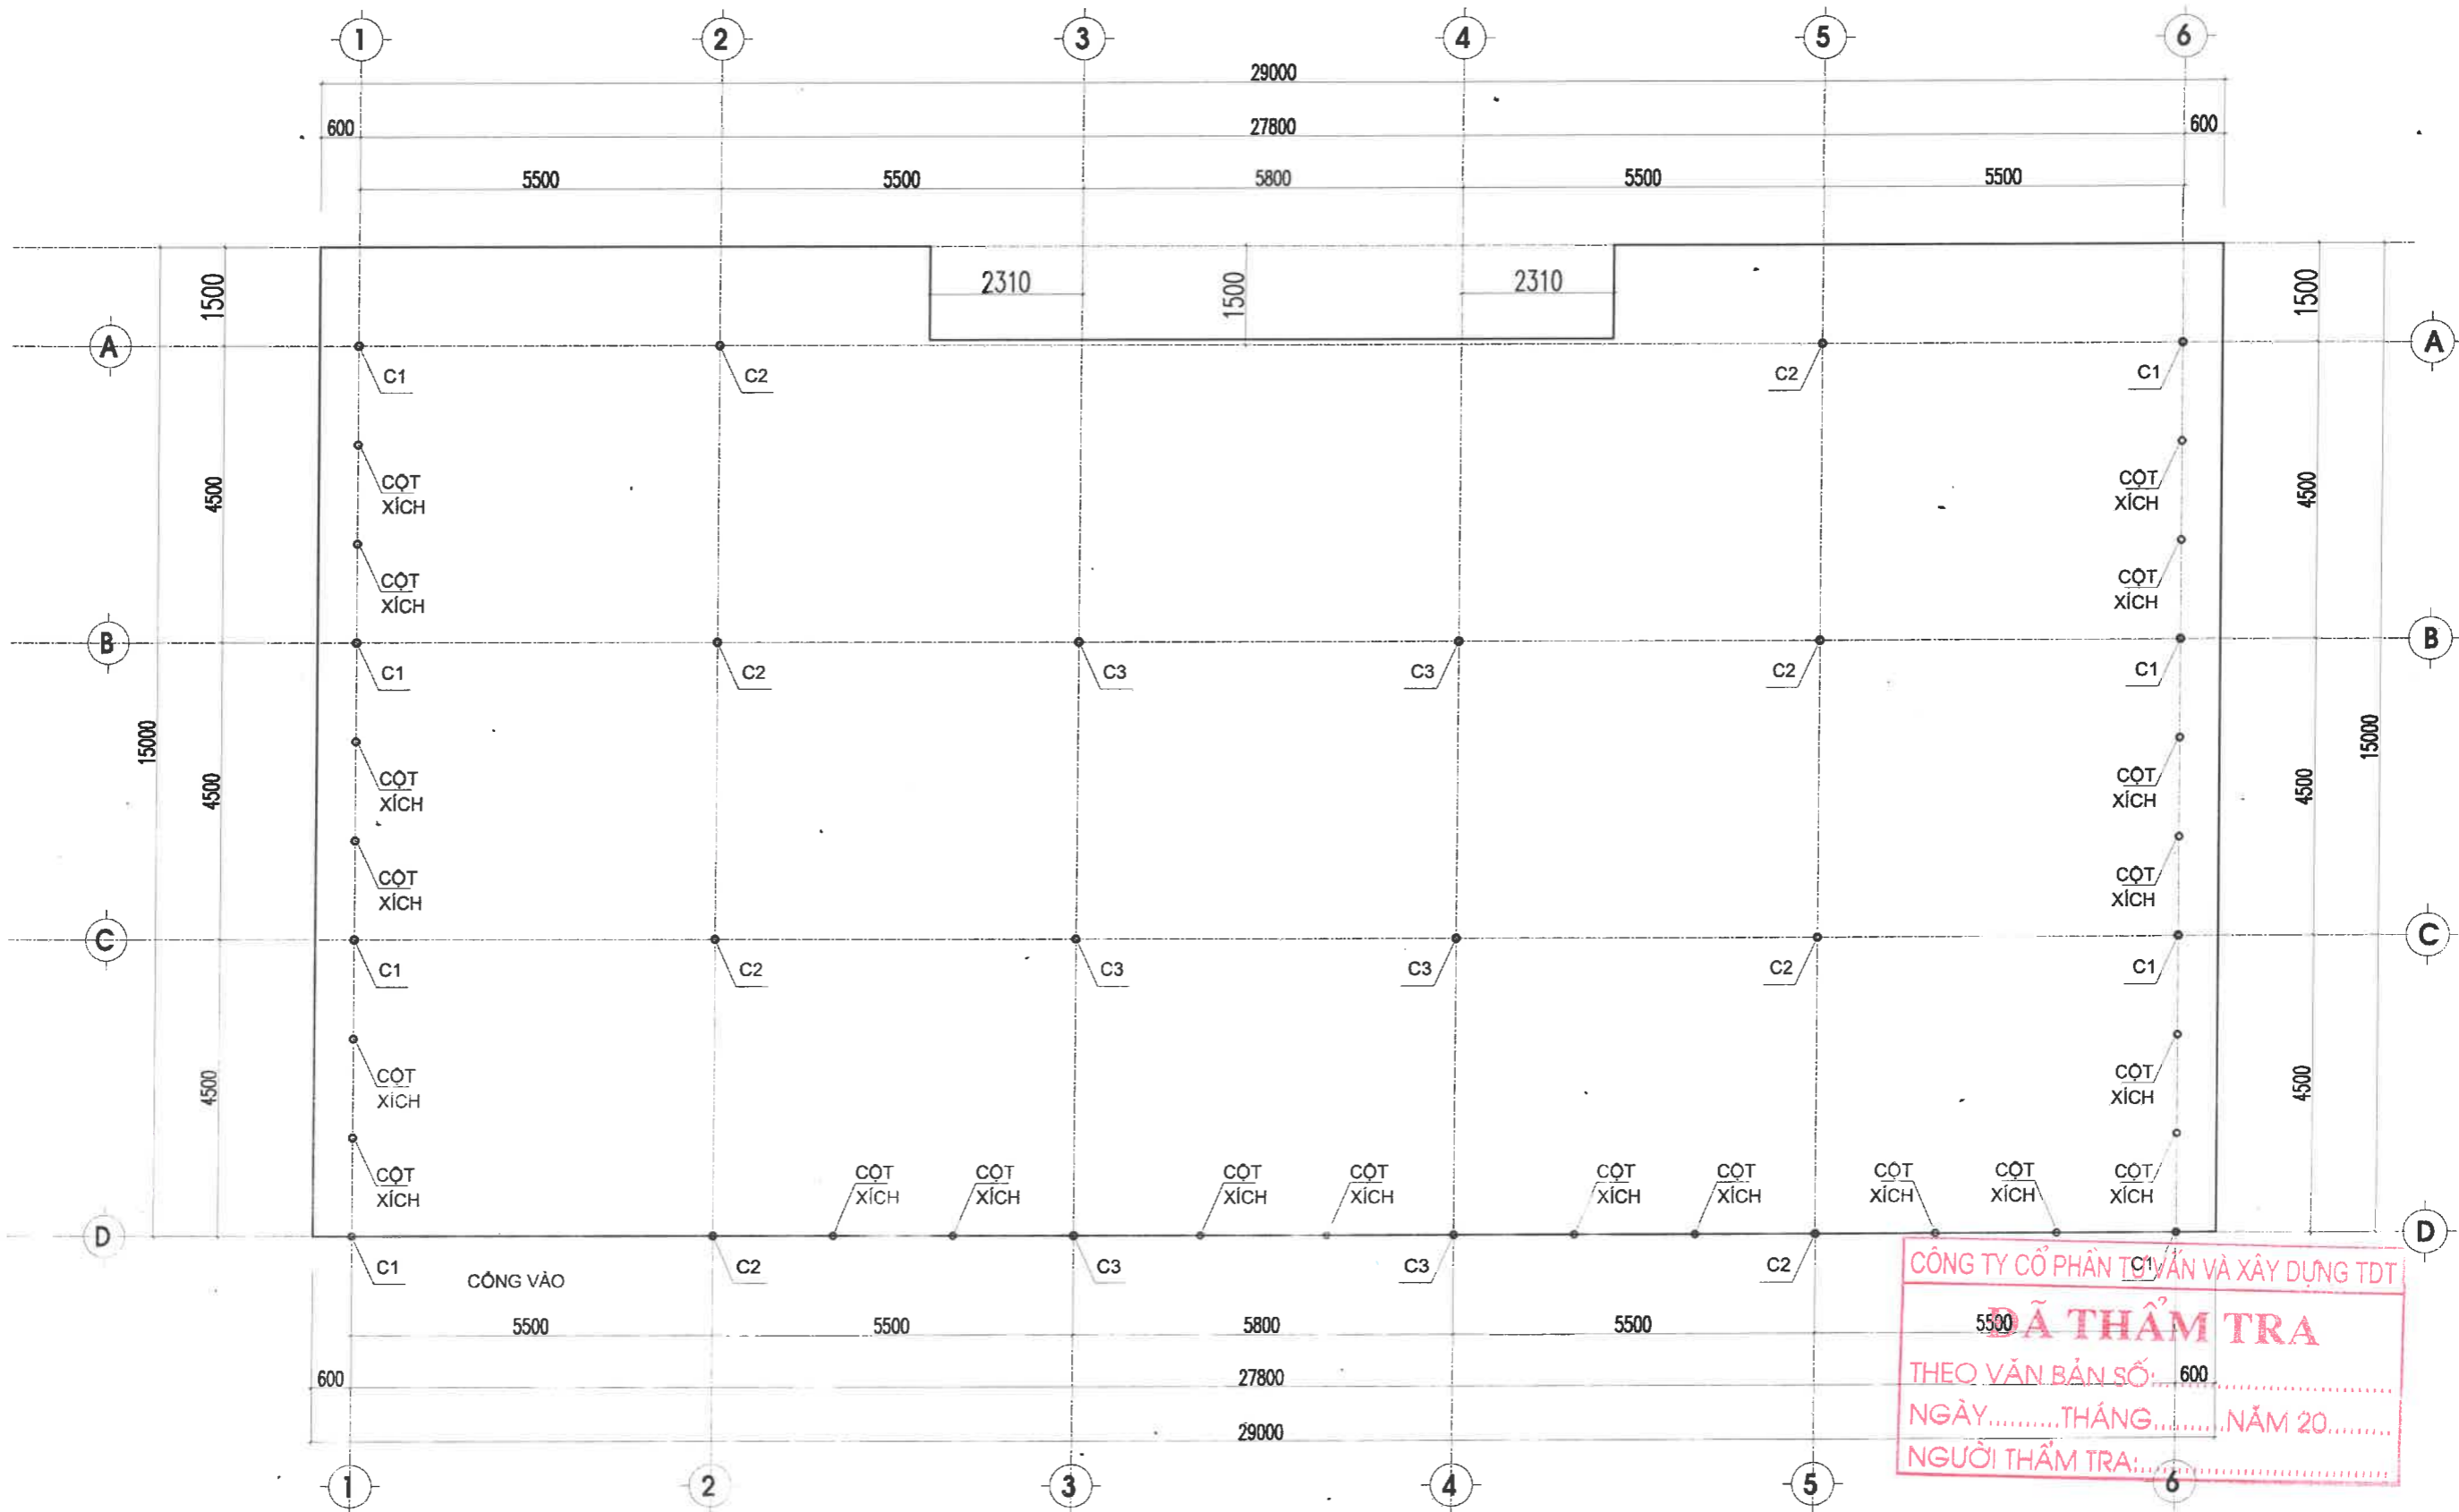 1 2 3 4 5 6
29000
600 27800 600
5500 5500 5800 5500 5500
1500 2310 1500 2310 1500
A A
C1 C2 C2 C1
4500 4500
CỘT CỘT
XÍCH XÍCH
CỘT CỘT
XÍCH XÍCH
B B
C1 C2 C3 C3 C2 C1
15000 15000
4500 4500
CỘT CỘT
XÍCH XÍCH
CỘT CỘT
XÍCH XÍCH
C C
C1 C2 C3 C3 C2 C1
4500 4500
CỘT CỘT
XÍCH XÍCH
CỘT CỘT CỘT CỘT CỘT CỘT CỘT CỘT CỘT CỘT
XÍCH XÍCH XÍCH XÍCH XÍCH XÍCH XÍCH XÍCH XÍCH XÍCH
D D
C1 C2 C3 C3 C2 C1
CỔNG VÀO
5500 5500 5800 5500 5500
600 27800 600
29000
1 2 3 4 5 6
CÔNG TY CỔ PHẦN TƯ VẤN VÀ XÂY DỰNG TDT
ĐÃ THẨM TRA
THEO VĂN BẢN SỐ:..............................
NGÀY..........THÁNG..........NĂM 20.........
NGƯỜI THẨM TRA:..............................